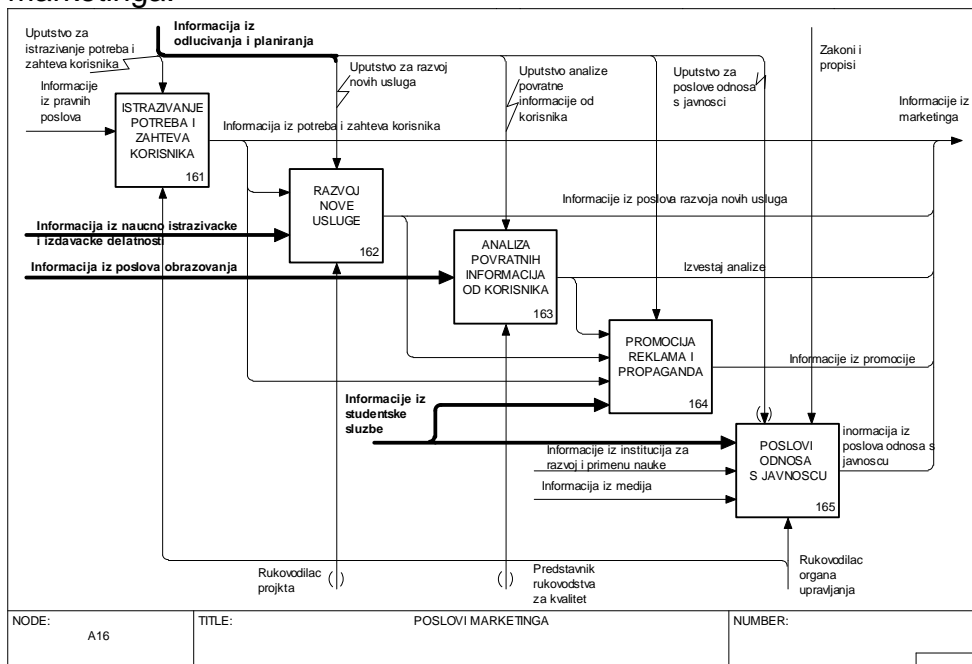 marketinga.
Informacija iz
odlucivanja i planiranja
Uputstvo za
istrazivanje potreba i
zahteva korisnika
Uputstvo za razvoj
novih usluga
Uputstvo analize
povratne
informacije od
korisnika
Uputstvo za
poslove odnosa
s javnosci
Zakoni i
propisi
Informacije
iz pravnih
poslova
ISTRAZIVANJE
POTREBA I
ZAHTEVA
KORISNIKA
161
Informacija iz potreba i zahteva korisnika
Informacije iz
marketinga
RAZVOJ
NOVE
USLUGE
162
Informacija iz poslova razvoja novih usluga
Informacija iz naucno istrazivacke
i izdavacke delatnosti
Informacija iz poslova obrazovanja
ANALIZA
POVRATNIH
INFORMACIJA
OD KORISNIKA
163
Izvestaj analize
PROMOCIJA
REKLAMA I
PROPAGANDA
164
Informacije iz promocije
Informacije iz
studentske
sluzbe
Informacije iz institucija za
razvoj i primenu nauke
Informacija iz medija
POSLOVI
ODNOSA
S JAVNOSCU
165
inormacija iz
poslova odnosa s
javnoscu
Rukovodilac
projkta
Predstavnik
rukovodstva
za kvalitet
Rukovodilac
organa
upravljanja
NODE:
A16
TITLE:
POSLOVI MARKETINGA
NUMBER: